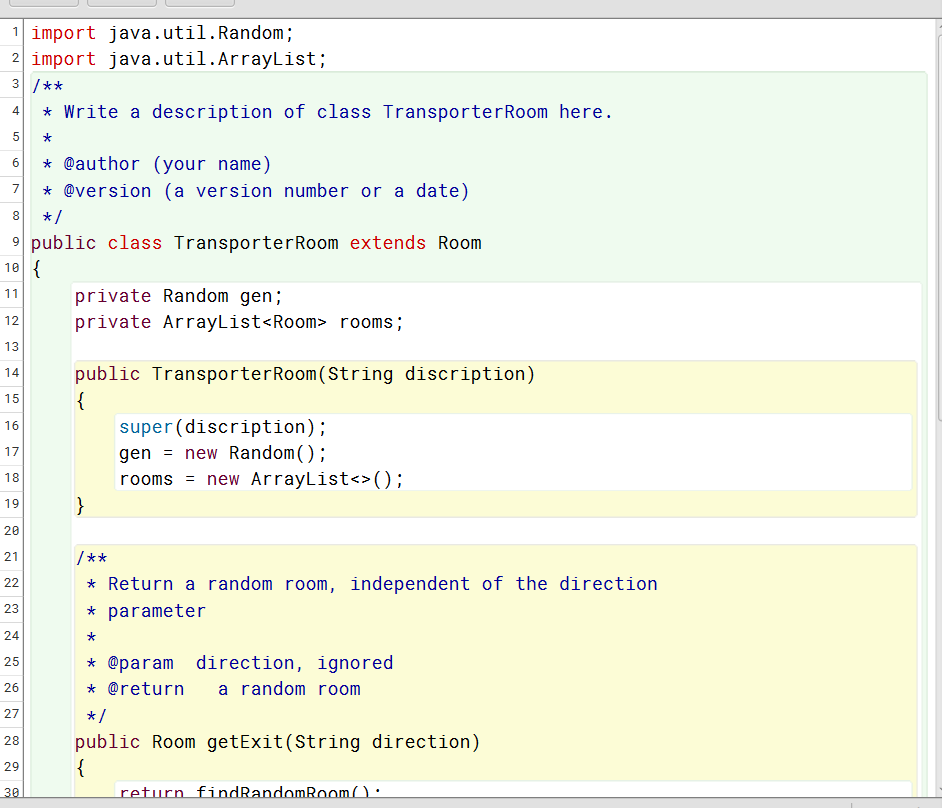 1 import java.util.Random;
2 import java.util.ArrayList;
3 /**
4  * Write a description of class TransporterRoom here.
5  *
6  * @author (your name)
7  * @version (a version number or a date)
8  */
9 public class TransporterRoom extends Room
10 {
11     private Random gen;
12     private ArrayList<Room> rooms;
13
14     public TransporterRoom(String discription)
15     {
16         super(discription);
17         gen = new Random();
18         rooms = new ArrayList<>();
19     }
20
21     /**
22      * Return a random room, independent of the direction
23      * parameter
24      *
25      * @param  direction, ignored
26      * @return   a random room
27      */
28     public Room getExit(String direction)
29     {
30         return findRandomRoom();